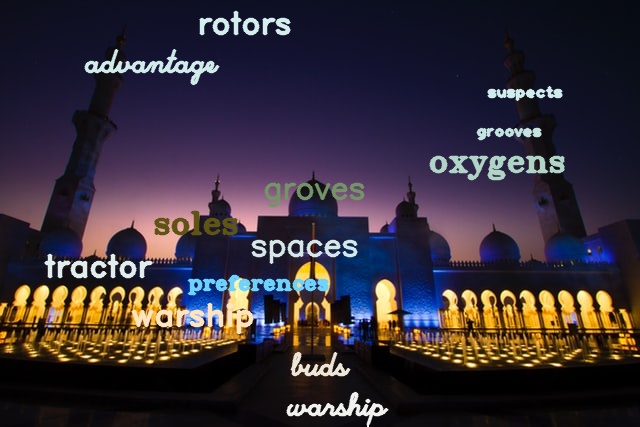 rotors
advantage
suspects
grooves
oxygens
groves
soles
spaces
tractor
preferences
warship
buds
warship